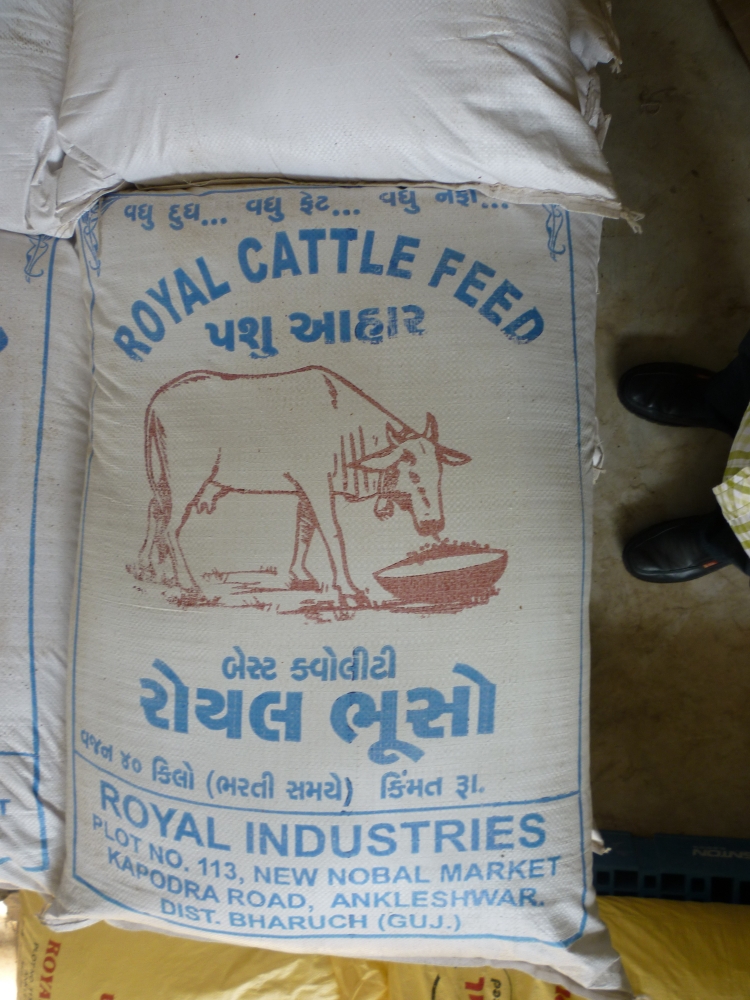 વધુ દુધ... વધુ ફેટ... વધુ નફો...
ROYAL CATTLE FEED
પશુ આહાર
બેસ્ટ ક્વોલીટી
રોયલ ભૂસો
વજન ૪૦ કિલો (ભરતી સમયે) કિંમત રૂા.
ROYAL INDUSTRIES
PLOT NO. 113, NEW NOBAL MARKET
KAPODRA ROAD, ANKLESHWAR.
DIST. BHARUCH (GUJ.)